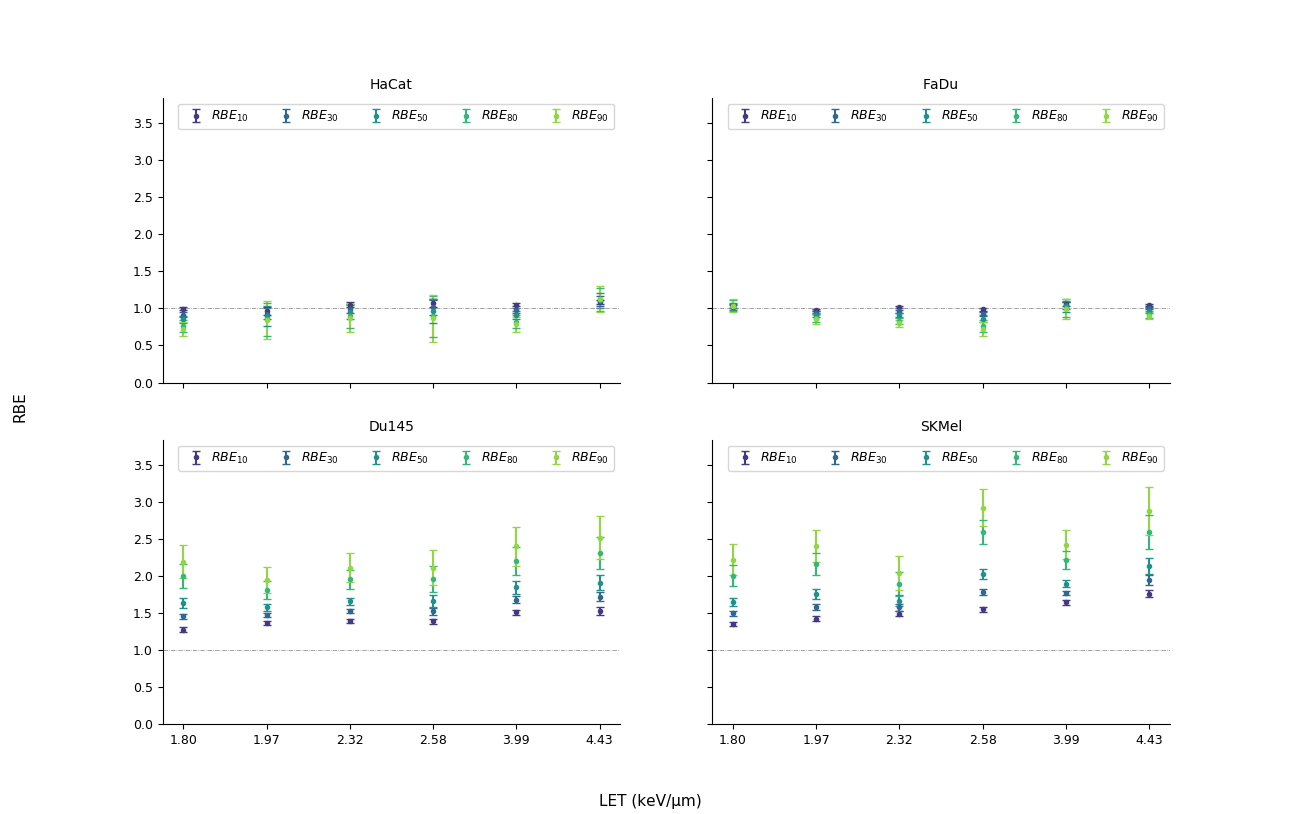 HaCat
RBE10 RBE30 RBE50 RBE80 RBE90
3.5
3.0
2.5
2.0
1.5
1.0
0.5
0.0
FaDu
RBE10 RBE30 RBE50 RBE80 RBE90
RBE
Du145
RBE10 RBE30 RBE50 RBE80 RBE90
3.5
3.0
2.5
2.0
1.5
1.0
0.5
0.0
1.80 1.97 2.32 2.58 3.99 4.43
SKMel
RBE10 RBE30 RBE50 RBE80 RBE90
1.80 1.97 2.32 2.58 3.99 4.43
LET (keV/μm)